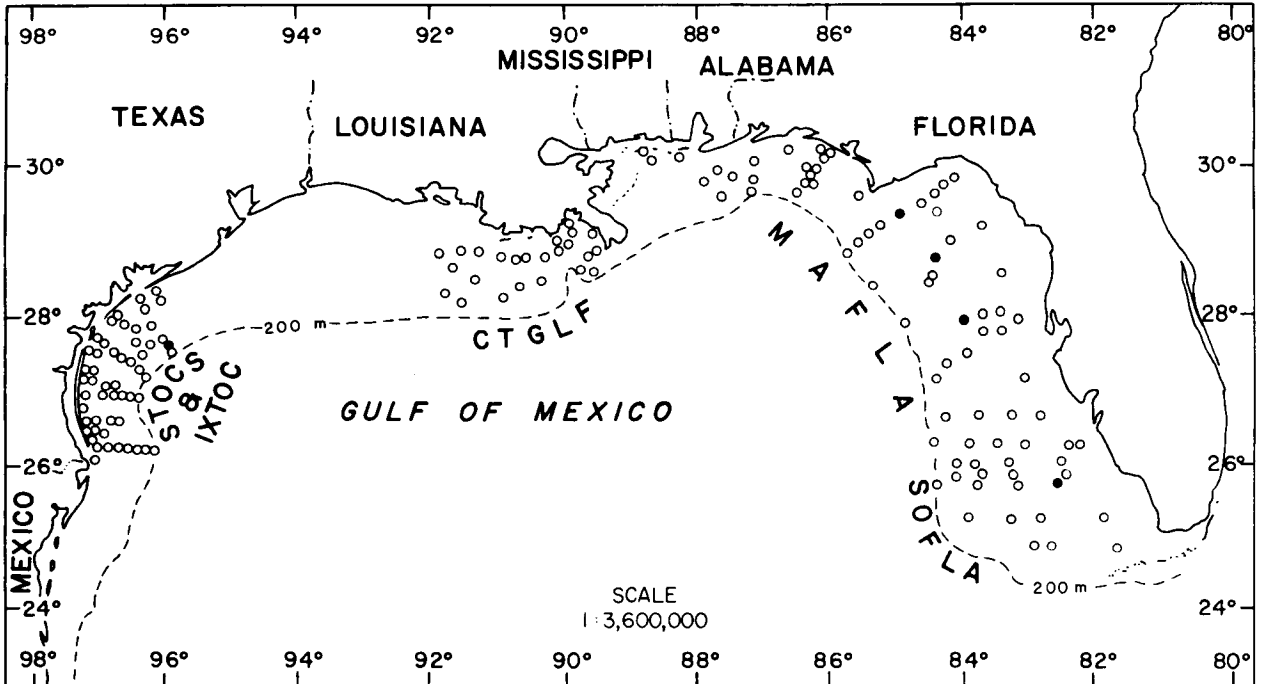 98° 96° 94° 92° 90° 88° 86° 84° 82° 80°
MISSISSIPPI
ALABAMA
TEXAS
LOUISIANA
FLORIDA
30° 30°
MAFLA
28° 28°
200 m
CTGLF
STOCS
&
IXTOC
GULF OF MEXICO
26° 26°
MEXICO
SOFLA
200 m
SCALE
1:3,600,000
24° 24°
98° 96° 94° 92° 90° 88° 86° 84° 82° 80°